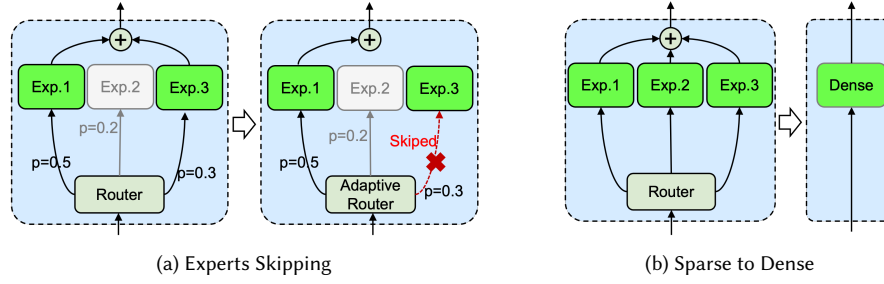 Exp.1 Exp.2 Exp.3
p=0.2
p=0.5
p=0.3
Router
Exp.1 Exp.2 Exp.3
p=0.2
Skiped
p=0.5
p=0.3
Adaptive
Router
(a) Experts Skipping
Exp.1 Exp.2 Exp.3
Router
Dense
(b) Sparse to Dense